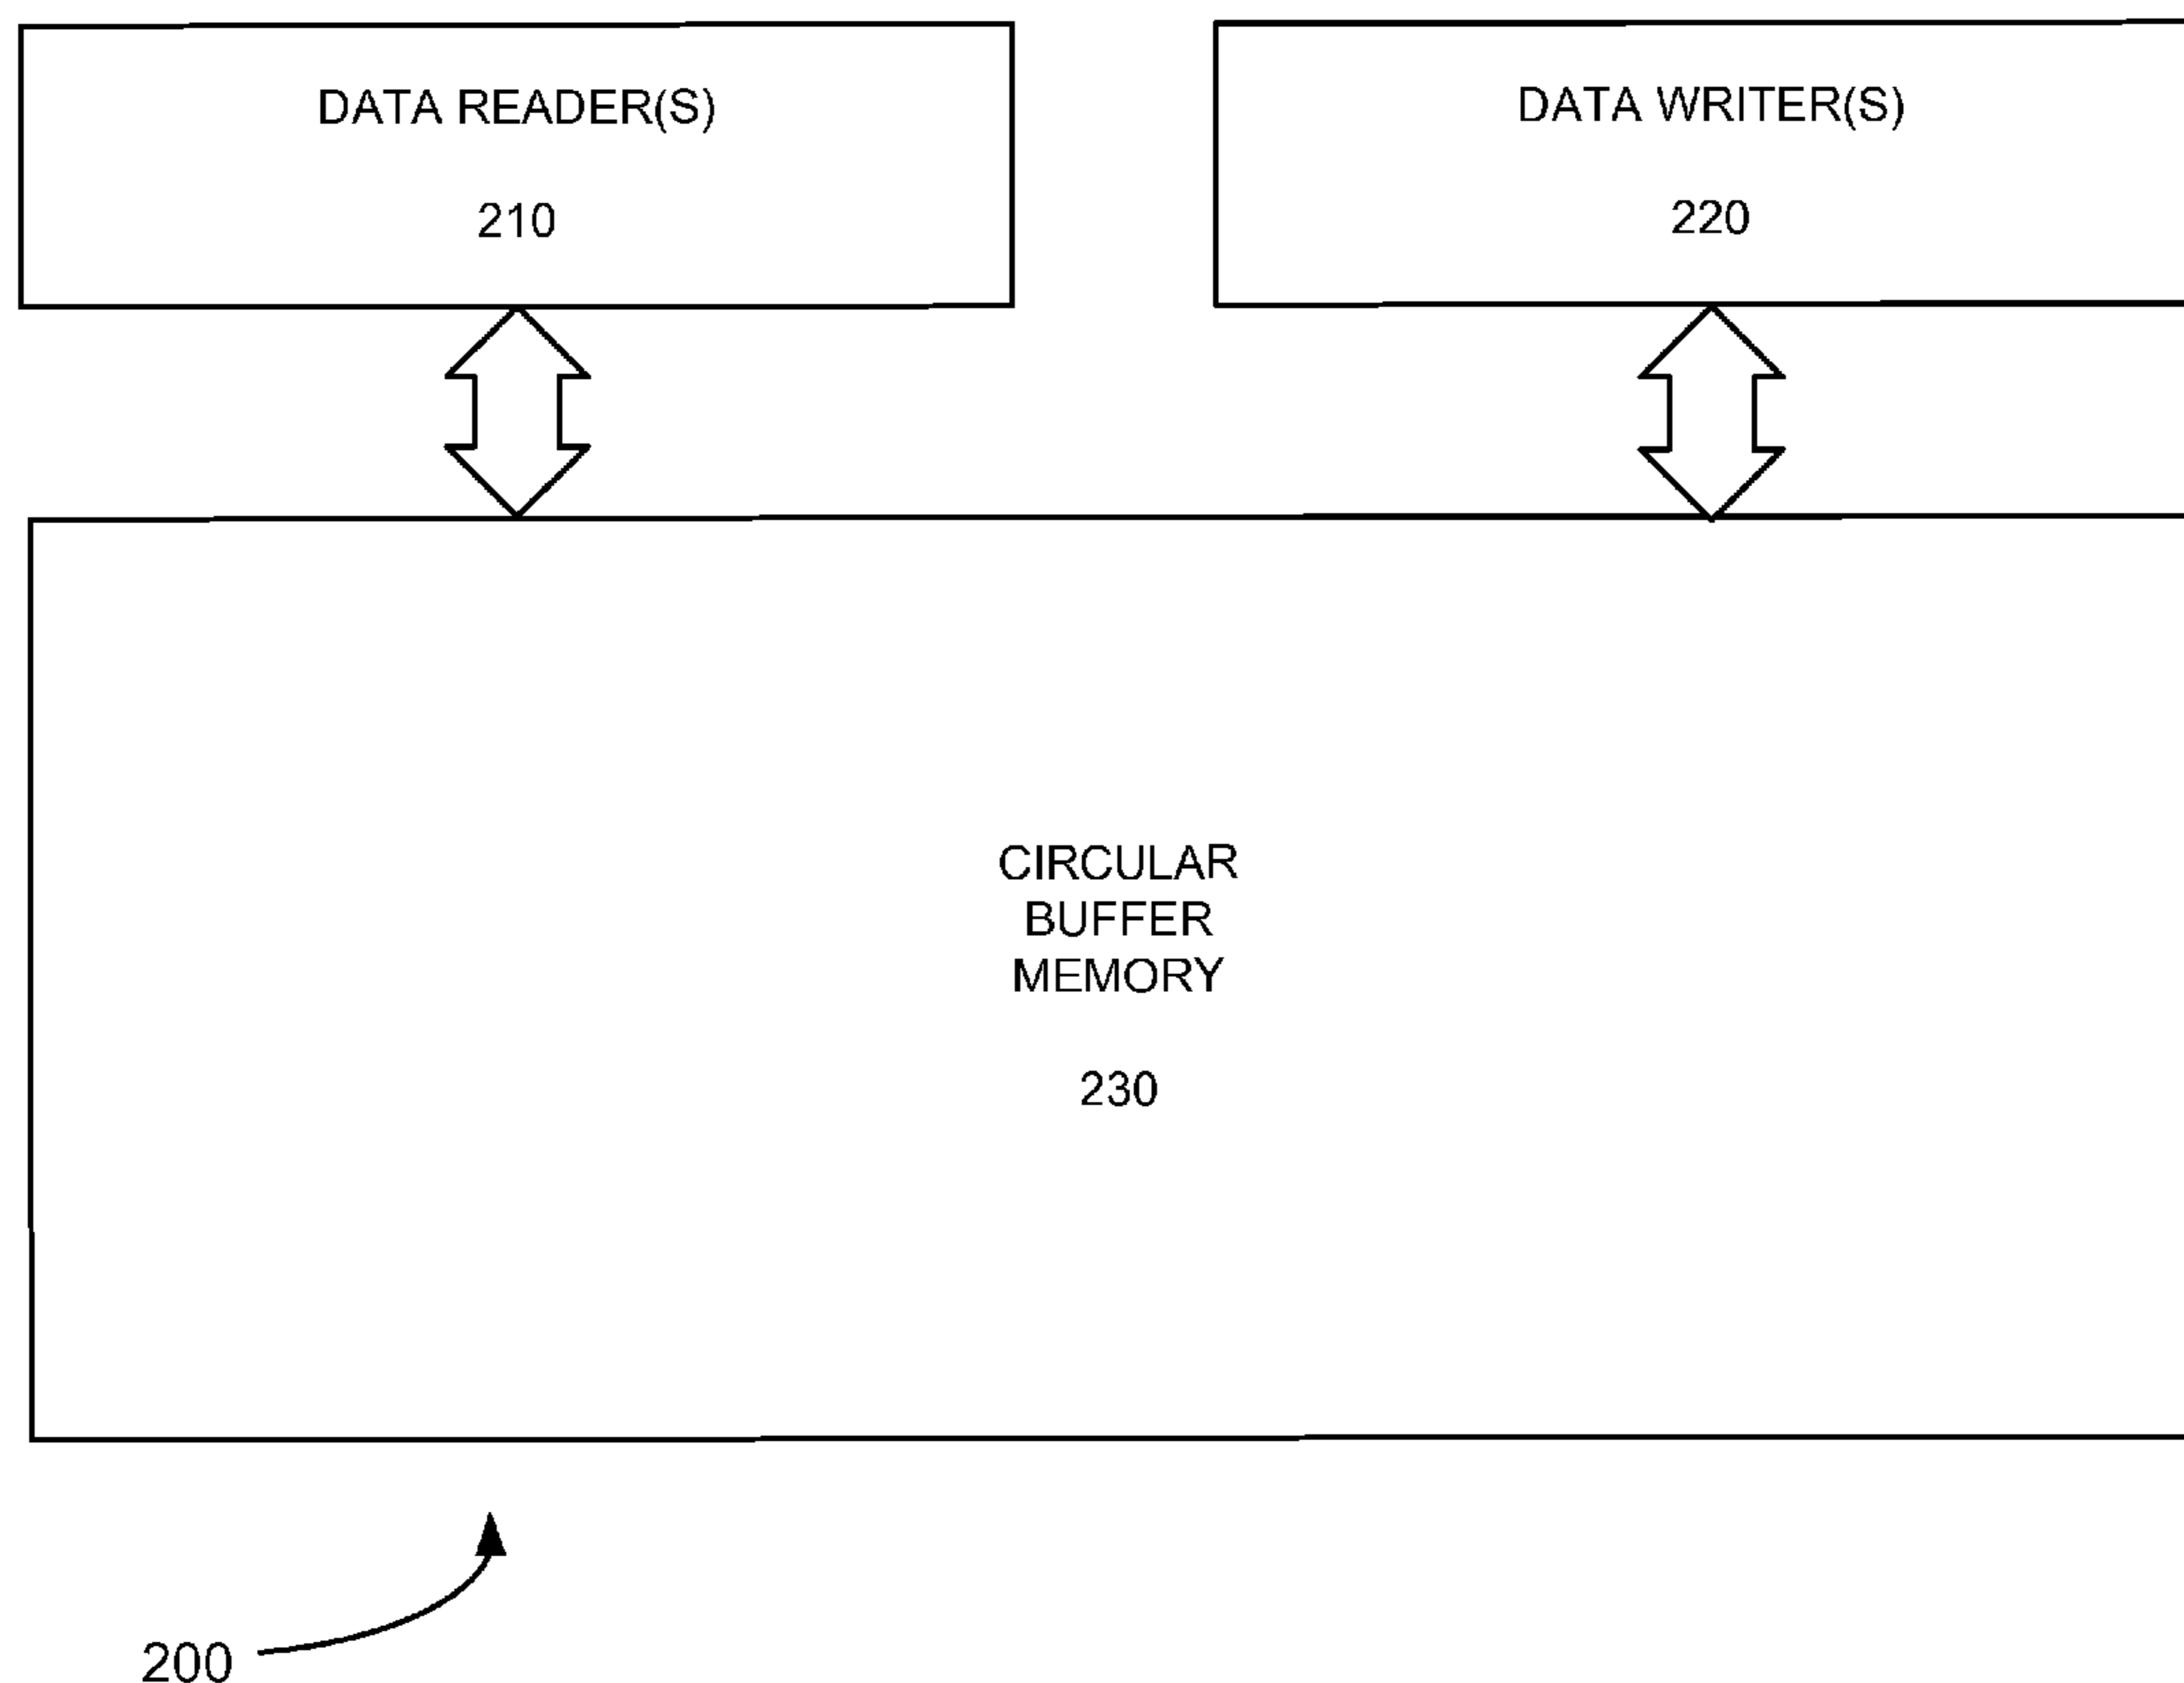 DATA READER(S)
210
DATA WRITER(S)
220
CIRCULAR
BUFFER
MEMORY
230
200